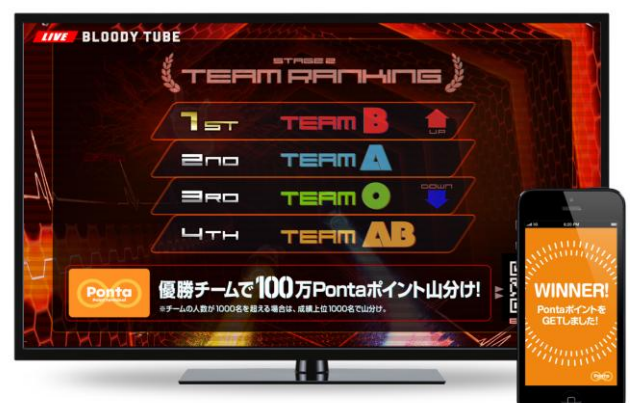 LIVE BLOODY TUBE
STAGE 2
TEAM RANKING
1ST TEAM B UP
2ND TEAM A
3RD TEAM O DOWN
4TH TEAM AB
Ponta
優勝チームで100万Pontaポイント山分け!
※チームの人数が1000名を超える場合は、成績上位1000名で山分け。
WINNER!
Pontaポイントを
GETしました!
Ponta